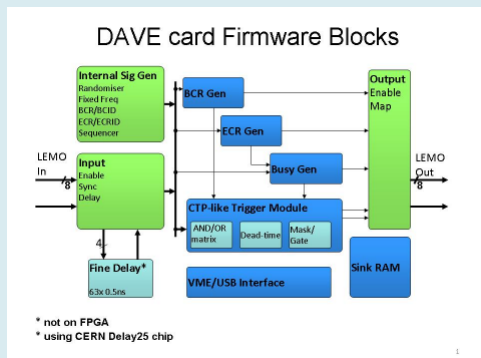 DAVE card Firmware Blocks
Internal Sig Gen
Randomiser
Fixed Freq
BCR/BCID
ECR/ECRID
Sequencer
BCR Gen
ECR Gen
Busy Gen
Output
Enable
Map
LEMO
In
8
Input
Enable
Sync
Delay
LEMO
Out
8
CTP-like Trigger Module
AND/OR
matrix
Dead-time
Mask/
Gate
4
Fine Delay*
63x 0.5ns
VME/USB Interface
Sink RAM
* not on FPGA
* using CERN Delay25 chip
1